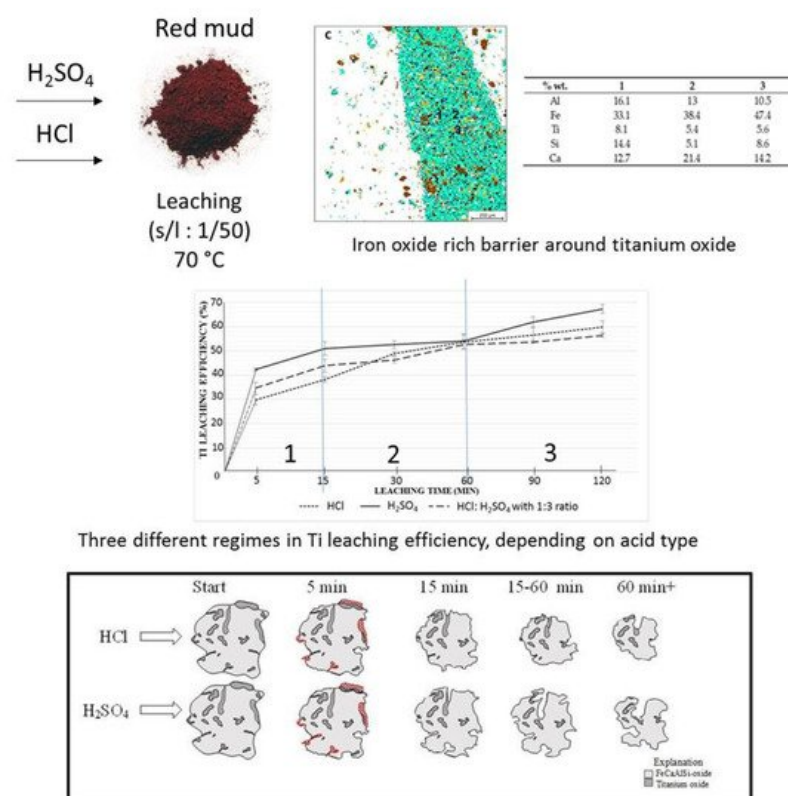 Red mud
H₂SO₄
HCl
Leaching
(s/l : 1/50)
70 °C
c
1 2
3
% wt. 1 2 3
Al 16.1 13 10.5
Fe 33.1 38.4 47.4
Ti 8.1 5.4 5.6
Si 14.4 5.1 8.6
Ca 12.7 21.4 14.2
Iron oxide rich barrier around titanium oxide
TI LEACHING EFFICIENCY (%)
70
60
50
40
30
20
10
0
1 2 3
5 15 30 60 90 120
LEACHING TIME (MIN)
HCl H₂SO₄ HCl: H₂SO₄ with 1:3 ratio
Three different regimes in Ti leaching efficiency, depending on acid type
Start 5 min 15 min 15-60 min 60 min+
HCl
H₂SO₄
Explanation
FeCaAlSi-oxide
Titanium oxide